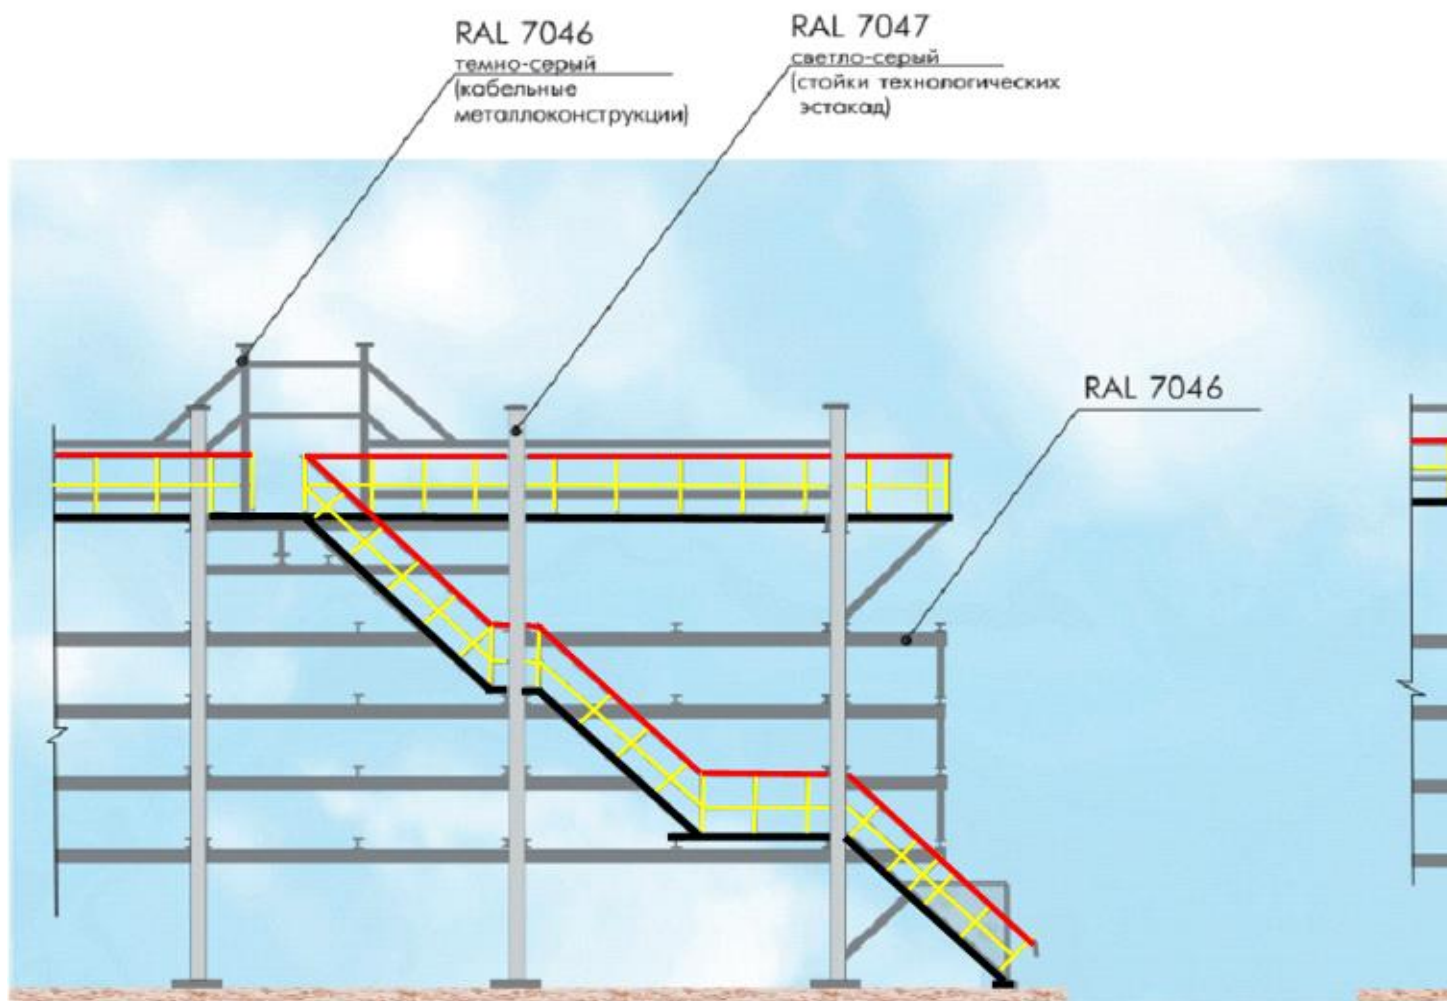 RAL 7046
темно-серый
(кабельные
металлоконструкции)
RAL 7047
светло-серый
(стойки технологических
эстакад)
RAL 7046